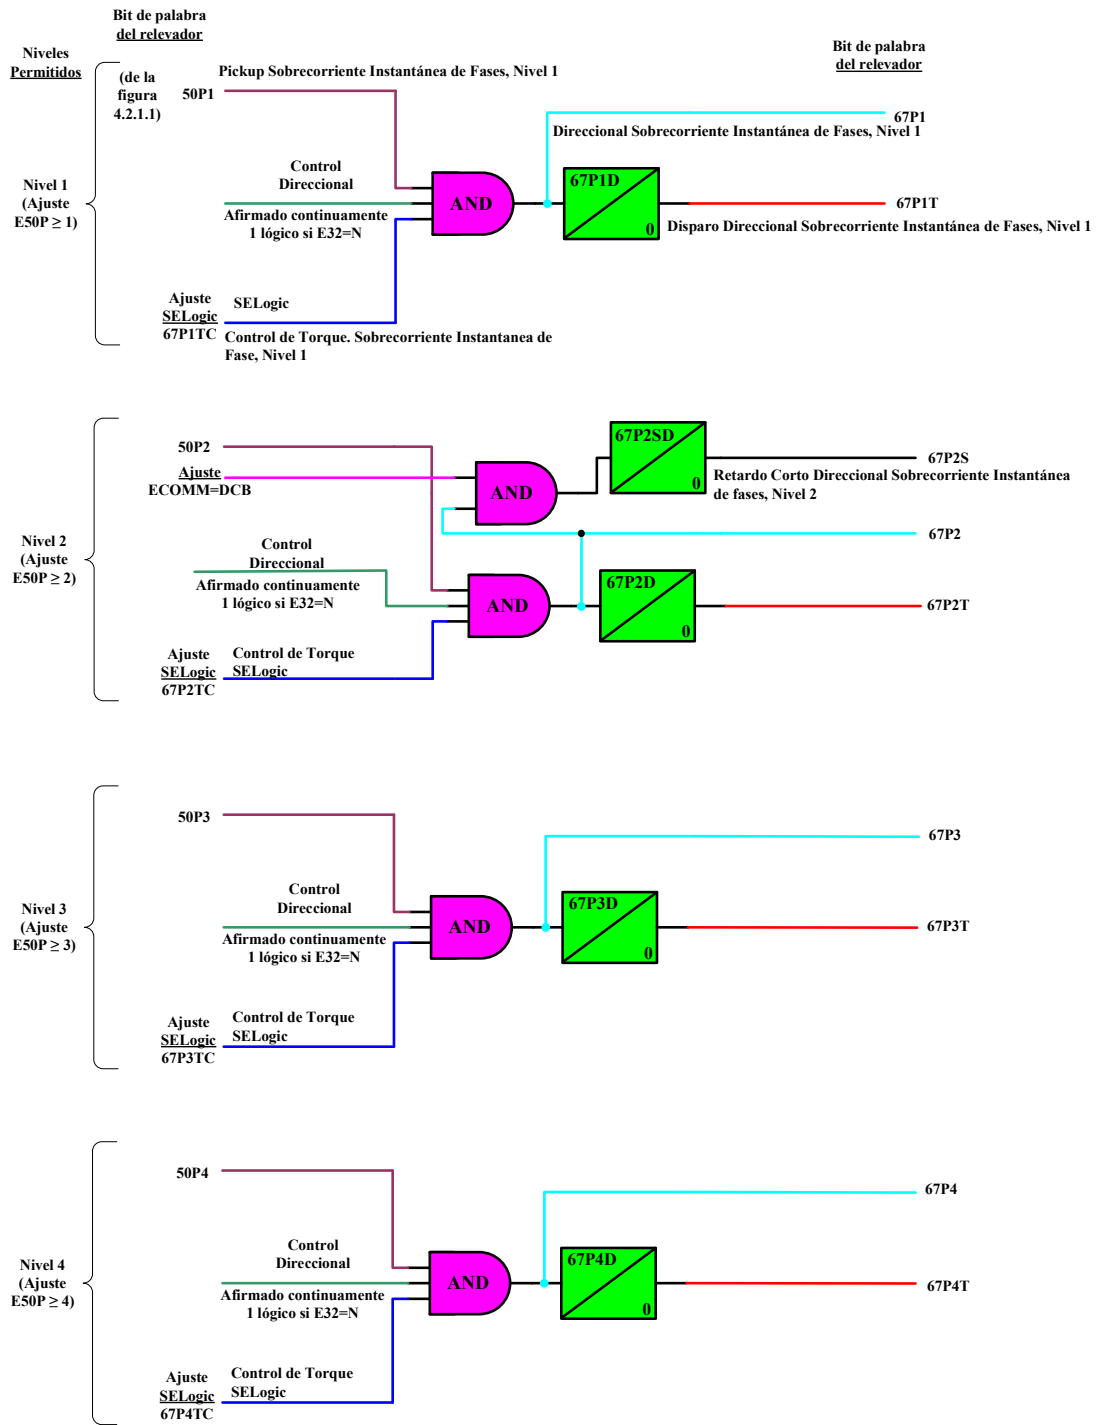 Bit de palabra
del relevador
Niveles
Permitidos
(de la
figura
4.2.1.1)
Bit de palabra
del relevador
Pickup Sobrecorriente Instantánea de Fases, Nivel 1
50P1
67P1
Direccional Sobrecorriente Instantánea de Fases, Nivel 1
Nivel 1
(Ajuste
E50P ≥ 1)
Control
Direccional
AND
67P1D
0
67P1T
Afirmado continuamente
1 lógico si E32=N
Disparo Direccional Sobrecorriente Instantánea de Fases, Nivel 1
Ajuste
SELogic
67P1TC
SELogic
Control de Torque. Sobrecorriente Instantanea de
Fase, Nivel 1
50P2
Ajuste
ECOMM=DCB
AND
67P2SD
0
67P2S
Retardo Corto Direccional Sobrecorriente Instantánea
de fases, Nivel 2
67P2
Nivel 2
(Ajuste
E50P ≥ 2)
Control
Direccional
Afirmado continuamente
1 lógico si E32=N
AND
67P2D
0
67P2T
Ajuste
SELogic
67P2TC
Control de Torque
SELogic
50P3
67P3
Nivel 3
(Ajuste
E50P ≥ 3)
Control
Direccional
Afirmado continuamente
1 lógico si E32=N
AND
67P3D
0
67P3T
Ajuste
SELogic
67P3TC
Control de Torque
SELogic
50P4
67P4
Nivel 4
(Ajuste
E50P ≥ 4)
Control
Direccional
Afirmado continuamente
1 lógico si E32=N
AND
67P4D
0
67P4T
Ajuste
SELogic
67P4TC
Control de Torque
SELogic